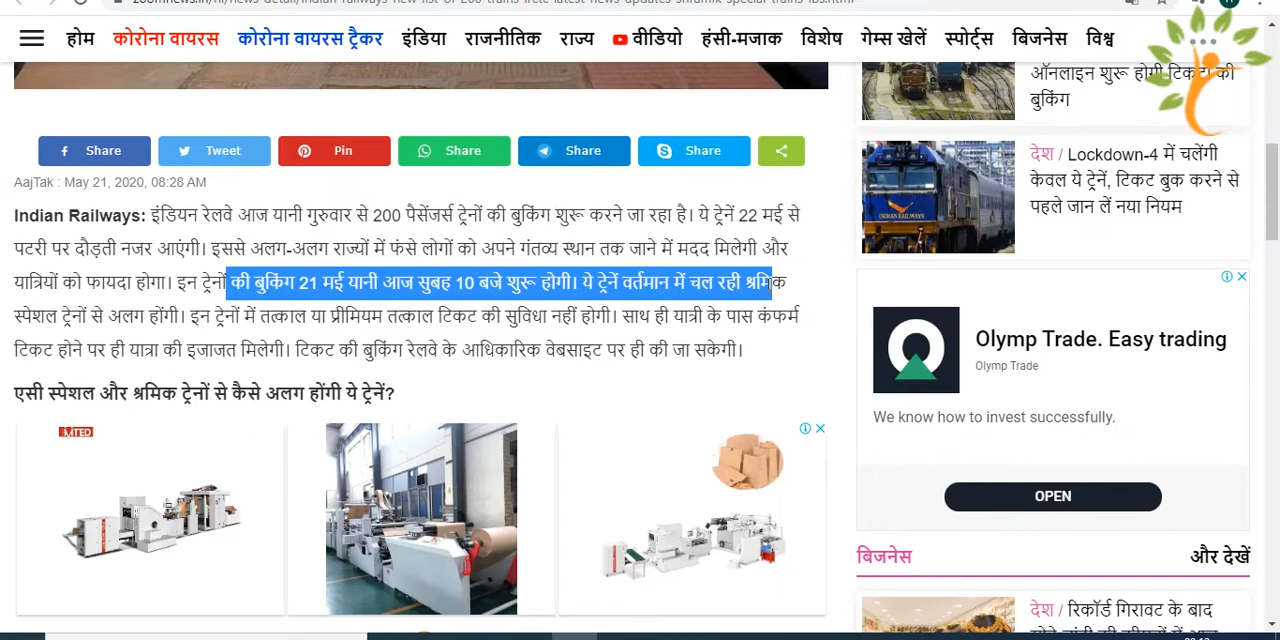 होम कोरोना वायरस कोरोना वायरस ट्रैकर इंडिया राजनीतिक राज्य वीडियो हंसी-मजाक विशेष गेम्स खेलें स्पोर्ट्स बिजनेस विश्व
Share Tweet Pin Share Share Share
AajTak : May 21, 2020, 08:28 AM
Indian Railways: इंडियन रेलवे आज यानी गुरुवार से 200 पैसेंजर्स ट्रेनों की बुकिंग शुरू करने जा रहा है। ये ट्रेनें 22 मई से
पटरी पर दौड़ती नजर आएंगी। इससे अलग-अलग राज्यों में फंसे लोगों को अपने गंतव्य स्थान तक जाने में मदद मिलेगी और
यात्रियों को फायदा होगा। इन ट्रेनों की बुकिंग 21 मई यानी आज सुबह 10 बजे शुरू होगी। ये ट्रेनें वर्तमान में चल रही श्रमिक
स्पेशल ट्रेनों से अलग होंगी। इन ट्रेनों में तत्काल या प्रीमियम तत्काल टिकट की सुविधा नहीं होगी। साथ ही यात्री के पास कंफर्म
टिकट होने पर ही यात्रा की इजाजत मिलेगी। टिकट की बुकिंग रेलवे के आधिकारिक वेबसाइट पर ही की जा सकेगी।
एसी स्पेशल और श्रमिक ट्रेनों से कैसे अलग होंगी ये ट्रेनें?
ऑनलाइन शुरू होगी टिकटों की
बुकिंग
देश / Lockdown-4 में चलेंगी
केवल ये ट्रेनें, टिकट बुक करने से
पहले जान लें नया नियम
INDIAN RAILWAYS
Olymp Trade. Easy trading
Olymp Trade
We know how to invest successfully.
OPEN
बिजनेस और देखें
देश / रिकॉर्ड गिरावट के बाद